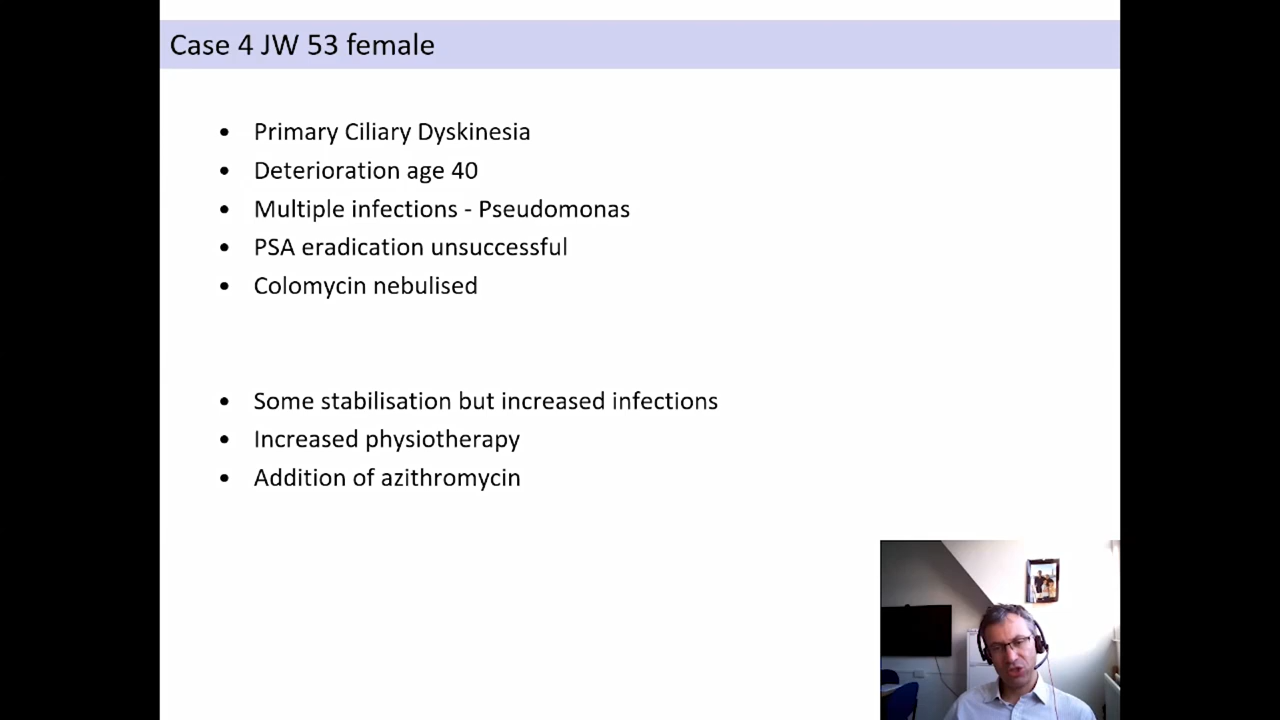 Case 4 JW 53 female
• Primary Ciliary Dyskinesia
• Deterioration age 40
• Multiple infections - Pseudomonas
• PSA eradication unsuccessful
• Colomycin nebulised
• Some stabilisation but increased infections
• Increased physiotherapy
• Addition of azithromycin